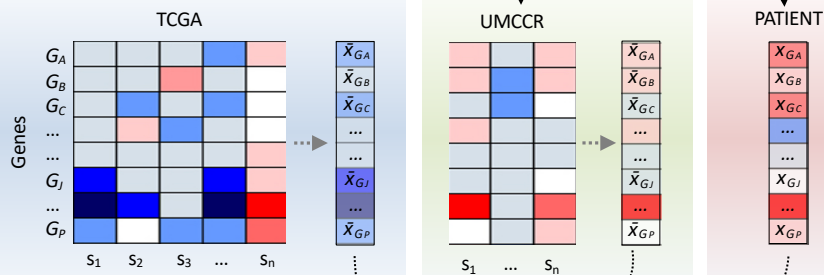 TCGA
UMCCR
PATIENT
Genes
G_A
G_B
G_C
...
...
G_J
...
G_P
s_1 s_2 s_3 ... s_n
...
x̄_GA
x̄_GB
x̄_GC
...
...
x̄_GJ
...
x̄_GP
s_1 ... s_n
...
x̄_GA
x̄_GB
x̄_GC
...
...
x̄_GJ
...
x̄_GP
x_GA
x_GB
x_GC
...
...
x_GJ
...
x_GP